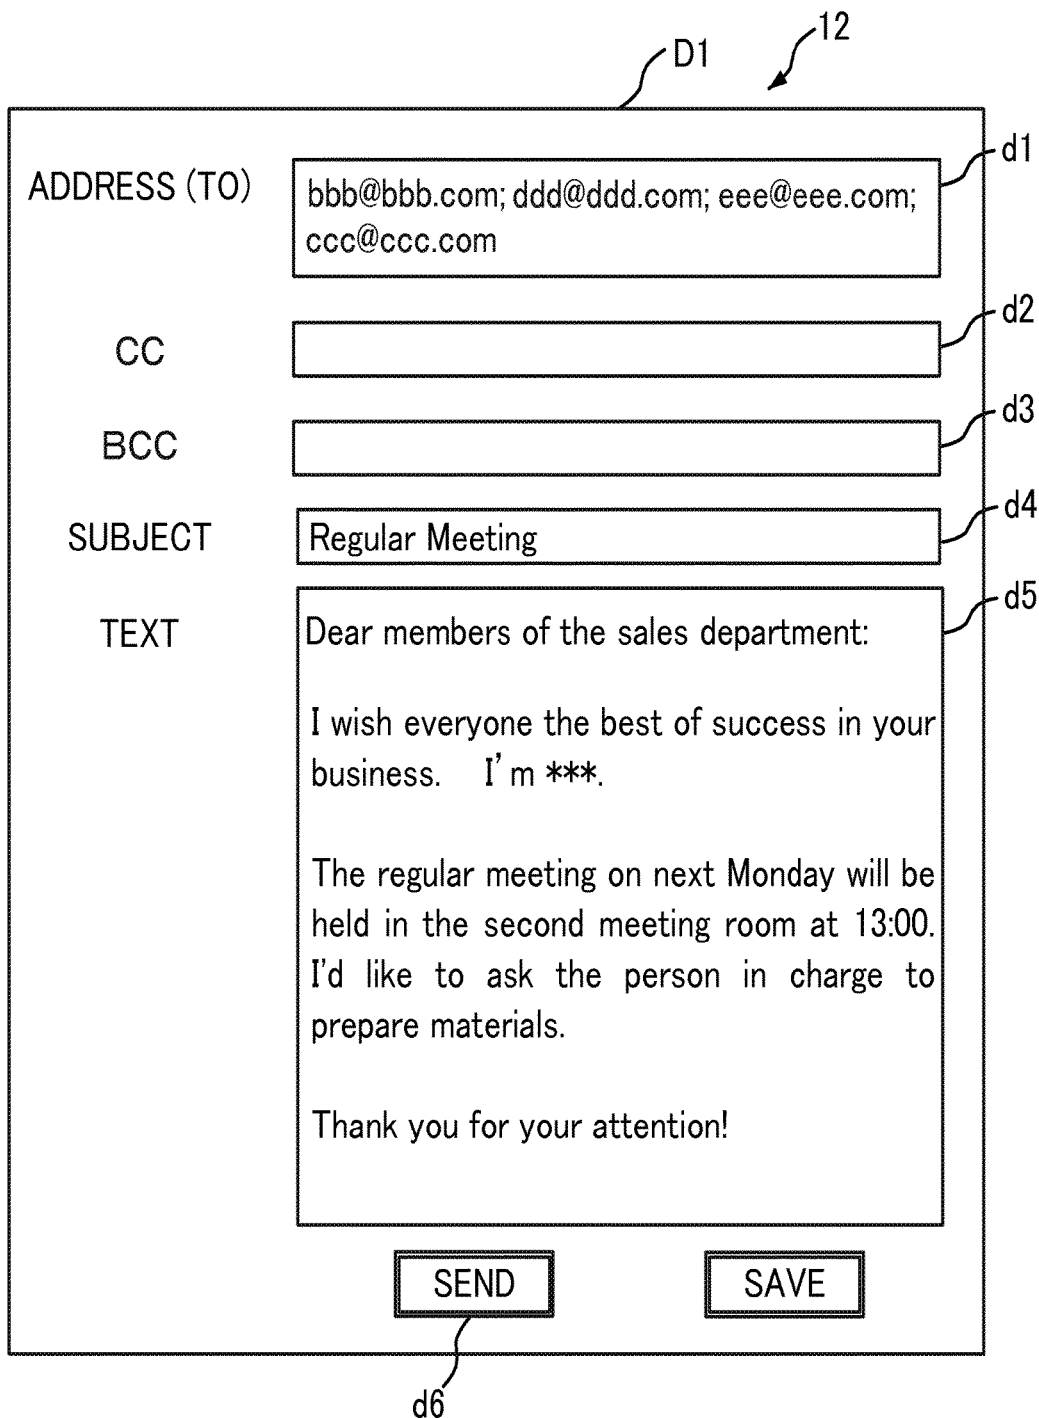 12
D1
d1
ADDRESS (TO)
bbb@bbb.com; ddd@ddd.com; eee@eee.com;
ccc@ccc.com
d2
CC
d3
BCC
d4
SUBJECT
Regular Meeting
d5
TEXT
Dear members of the sales department:
I wish everyone the best of success in your
business. I'm ***.
The regular meeting on next Monday will be
held in the second meeting room at 13:00.
I'd like to ask the person in charge to
prepare materials.
Thank you for your attention!
SEND
SAVE
d6